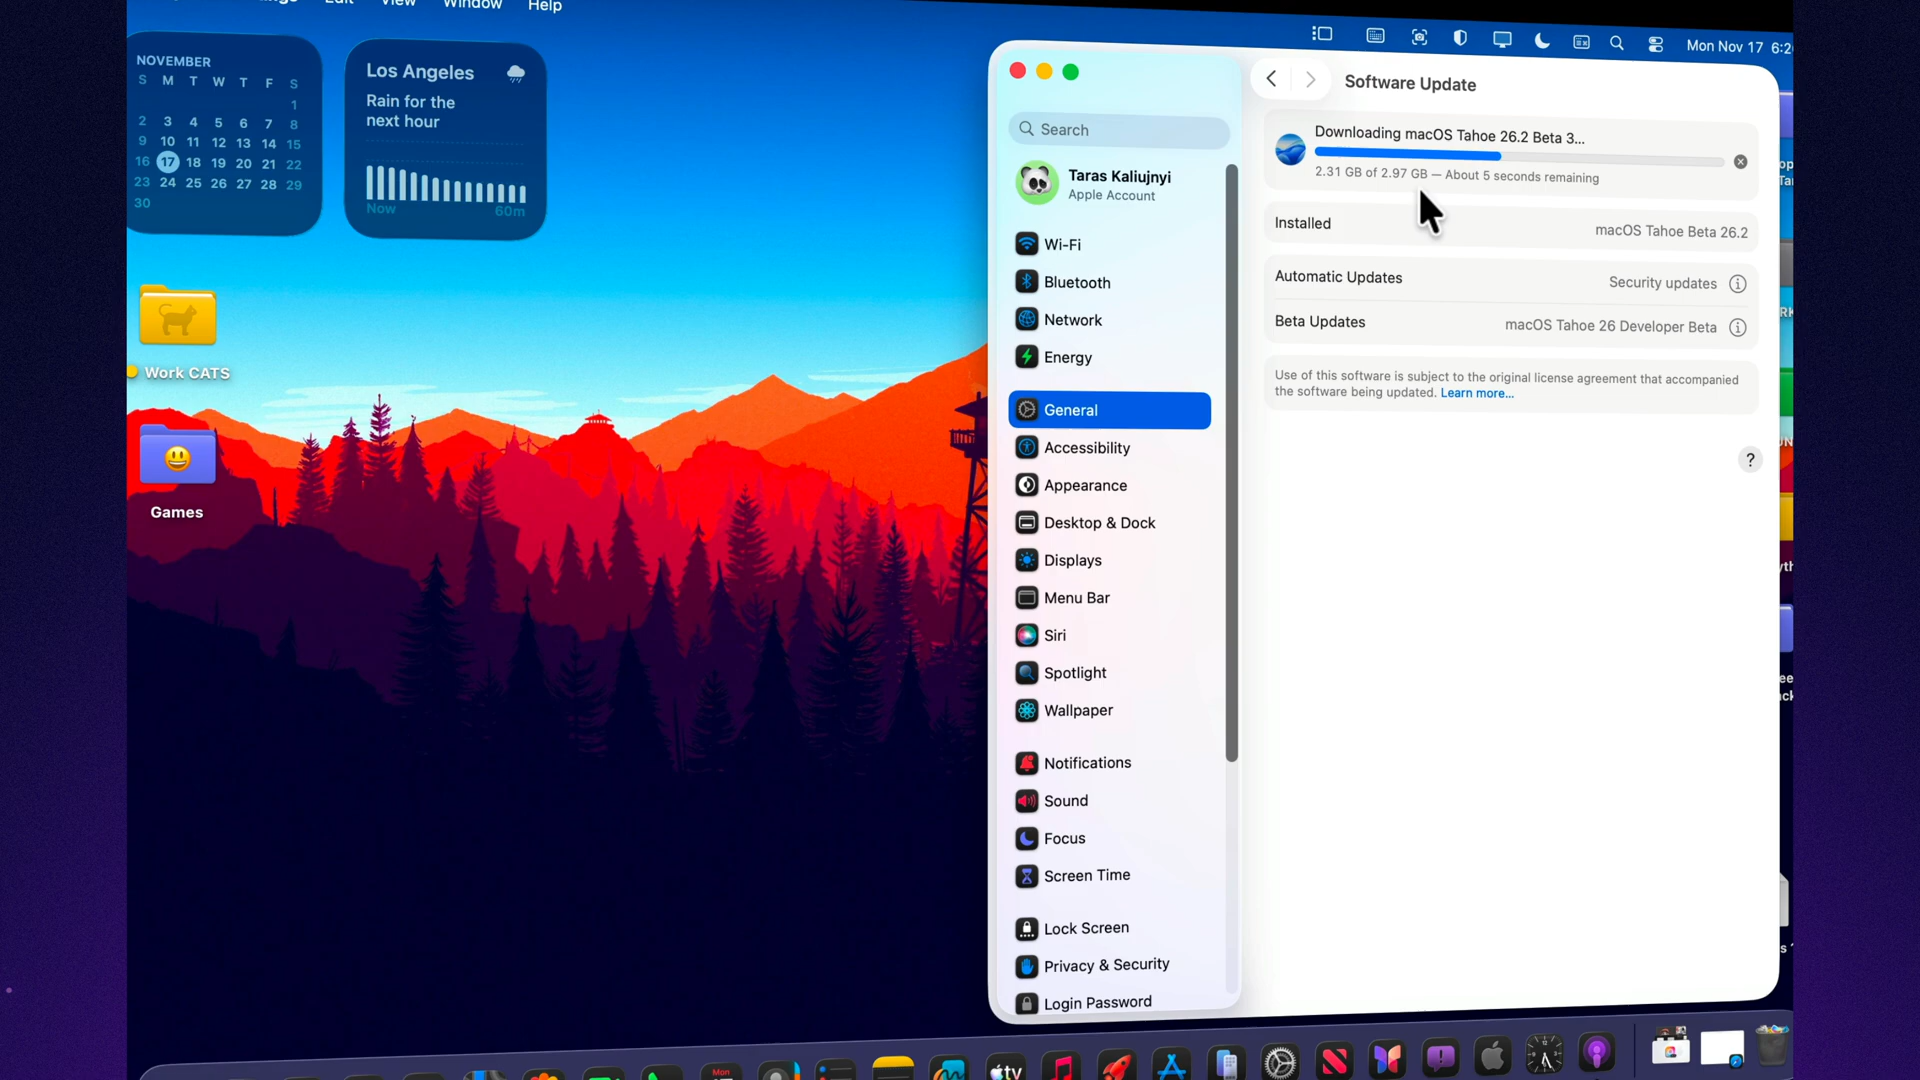 Edit View Window Help
Mon Nov 17
NOVEMBER
S M T W T F S
1
2 3 4 5 6 7 8
9 10 11 12 13 14 15
16 17 18 19 20 21 22
23 24 25 26 27 28 29
30
Los Angeles
Rain for the
next hour
Now 60m
Work CATS
Games
Search
Taras Kaliujnyi
Apple Account
Wi-Fi
Bluetooth
Network
Energy
General
Accessibility
Appearance
Desktop & Dock
Displays
Menu Bar
Siri
Spotlight
Wallpaper
Notifications
Sound
Focus
Screen Time
Lock Screen
Privacy & Security
Login Password
Software Update
Downloading macOS Tahoe 26.2 Beta 3...
2.31 GB of 2.97 GB — About 5 seconds remaining
Installed macOS Tahoe Beta 26.2
Automatic Updates Security updates
Beta Updates macOS Tahoe 26 Developer Beta
Use of this software is subject to the original license agreement that accompanied
the software being updated. Learn more...
?
Mon
tv